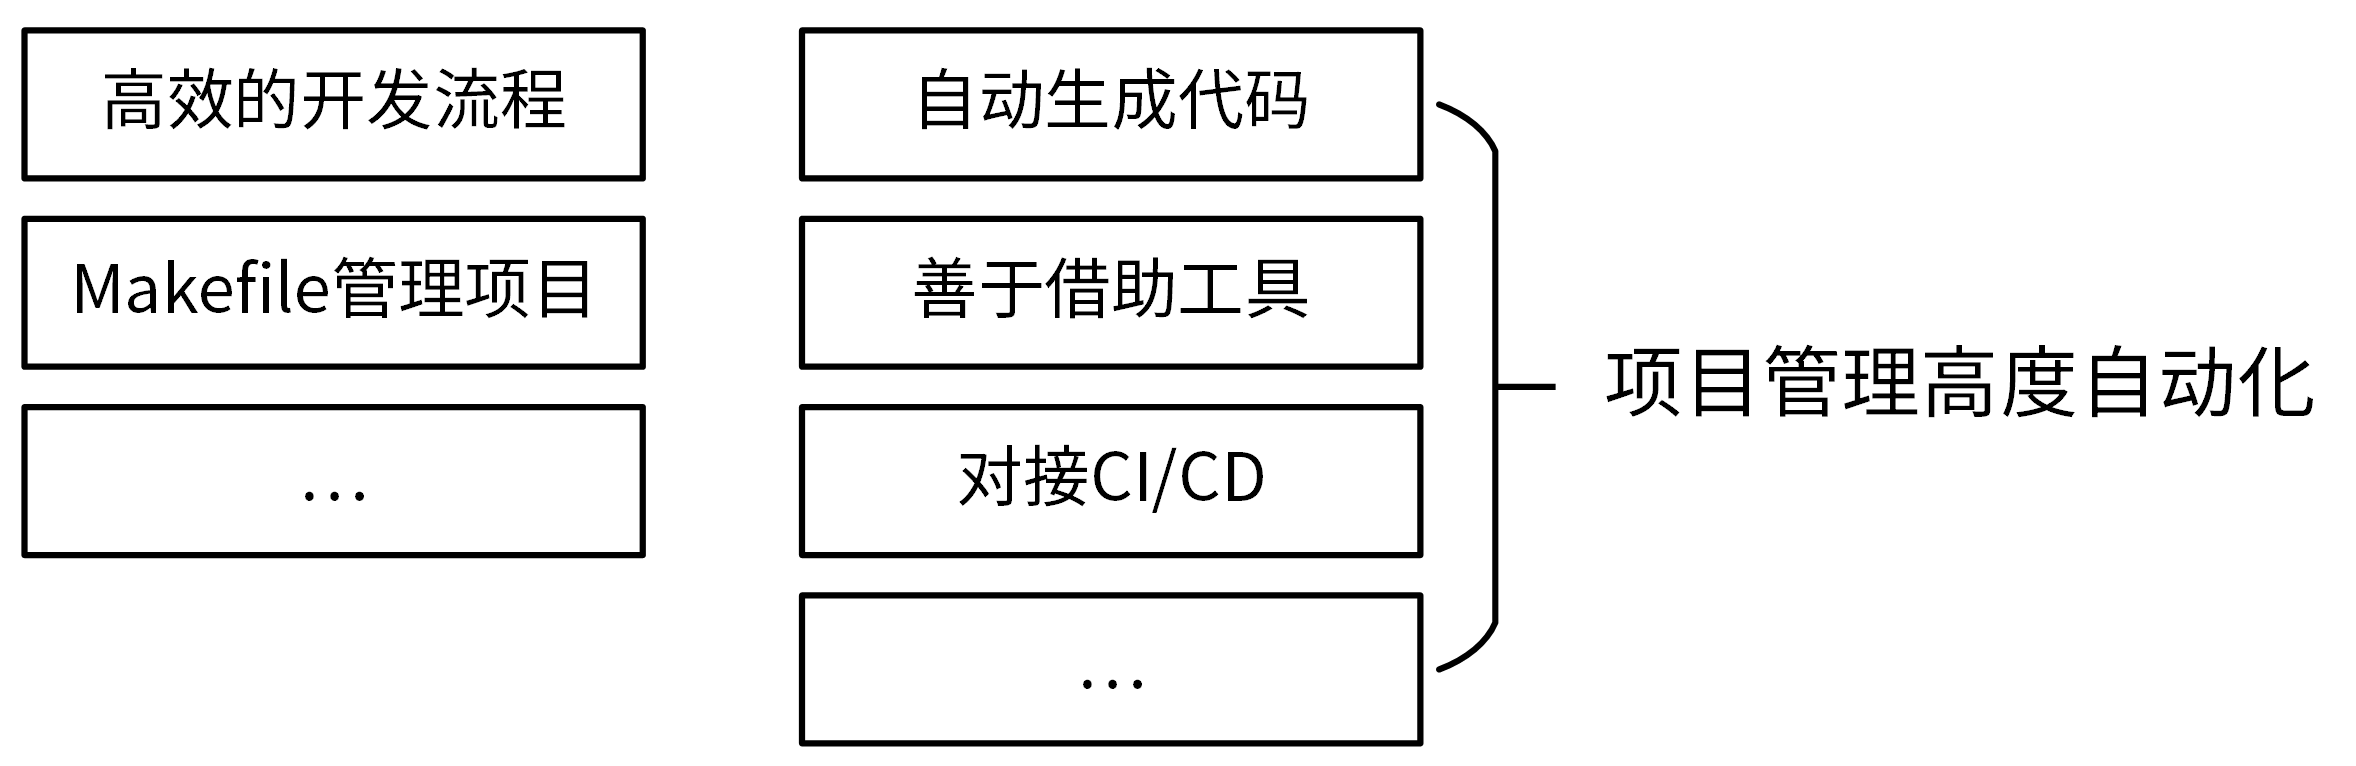 高效的开发流程
Makefile管理项目
...
自动生成代码
善于借助工具
对接CI/CD
...
项目管理高度自动化